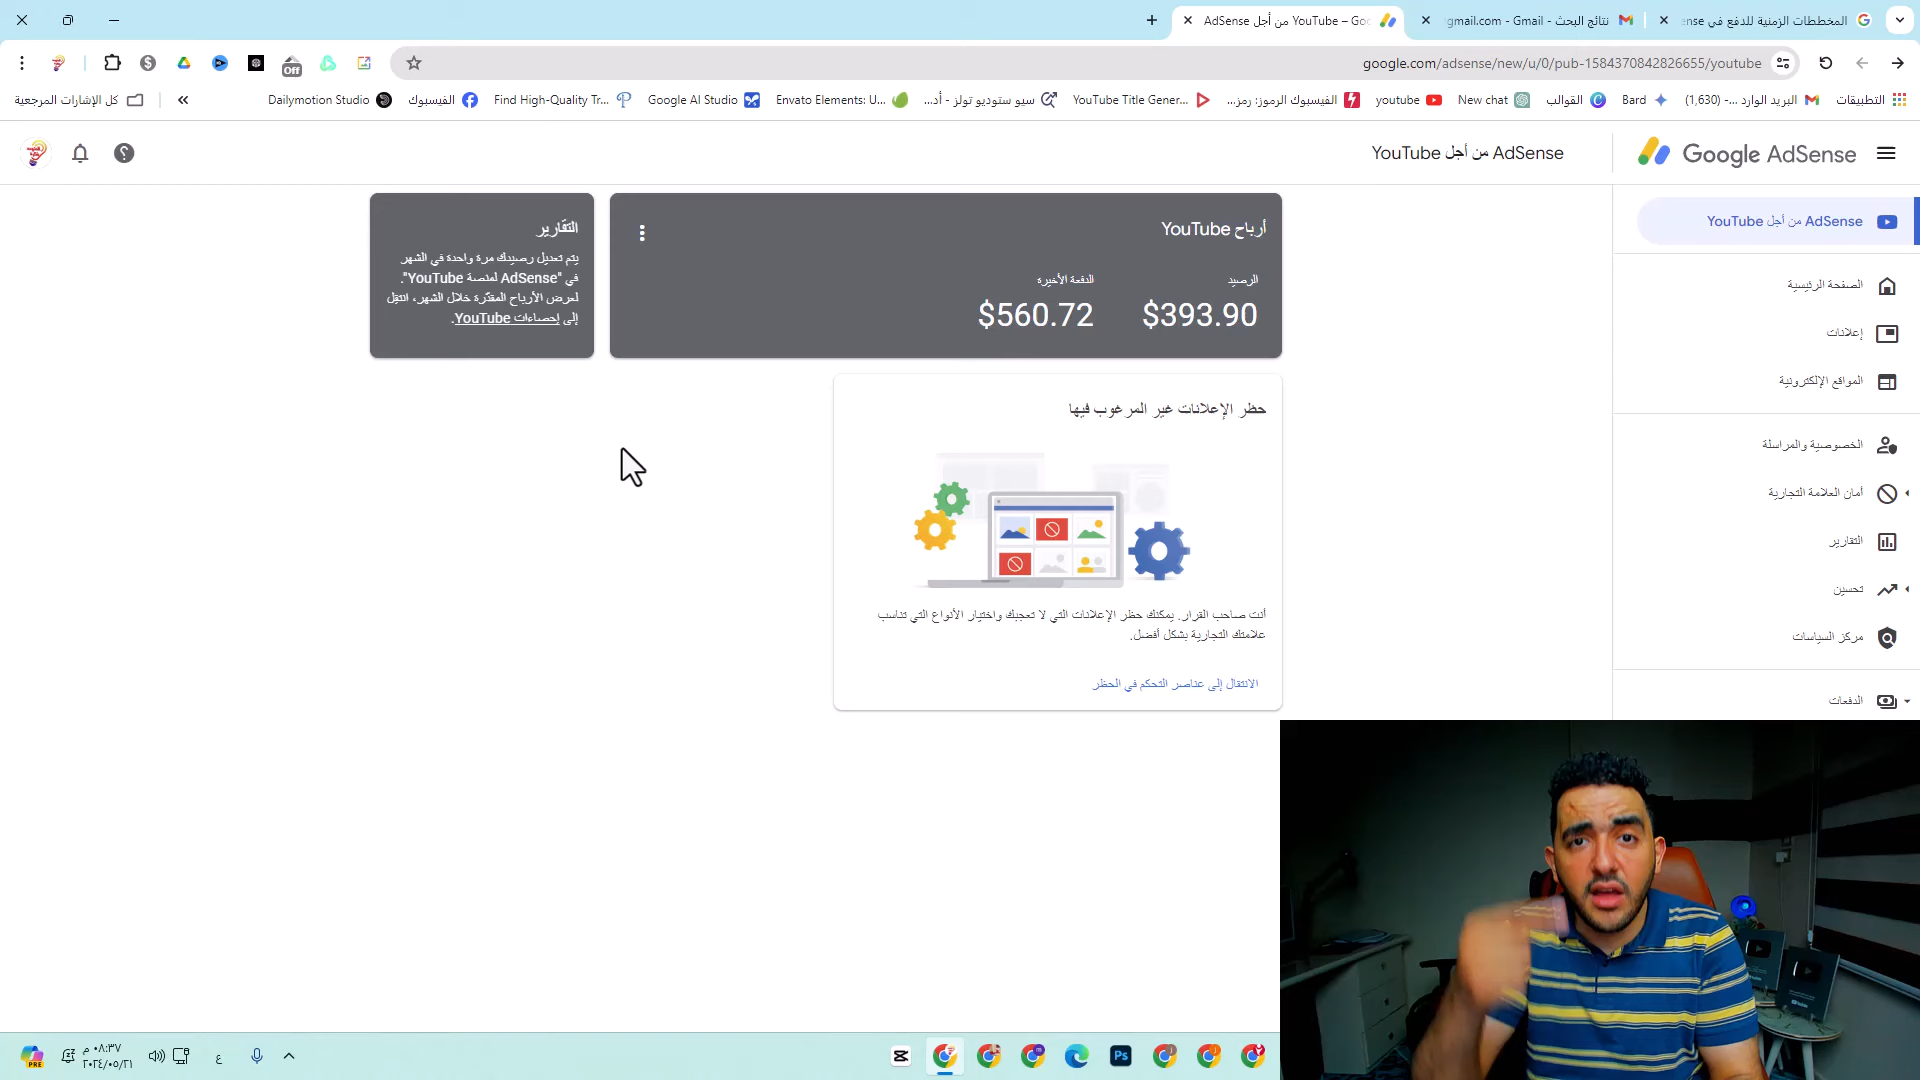 المخططات الزمنية للدفع في
نتائج البحث - gmail.com - Gmail
AdSense من أجل YouTube – Goo
google.com/adsense/new/u/0/pub-1584370842826655/youtube
Off
التطبيقات
البريد الوارد -... (1,630)
Bard
القوالب
New chat
youtube
الفيسبوك الرموز: رمز...
YouTube Title Gener...
سيو ستوديو تولز - أد...
Envato Elements: U...
Google AI Studio
Find High-Quality Tr...
الفيسبوك
Dailymotion Studio
»
كل الإشارات المرجعية
Google AdSense
AdSense من أجل YouTube
AdSense من أجل YouTube
الصفحة الرئيسية
إعلانات
المواقع الإلكترونية
الخصوصية والمراسلة
أمان العلامة التجارية
التقارير
تحسين
مركز السياسات
الدفعات
أرباح YouTube
الرصيد
$393.90
الدفعة الأخيرة
$560.72
التقارير
يتم تعديل رصيدك مرة واحدة في الشهر
في "AdSense لمنصة YouTube".
لعرض الأرباح المقدّرة خلال الشهر، انتقِل
إلى إحصاءات YouTube.
حظر الإعلانات غير المرغوب فيها
أنت صاحب القرار. يمكنك حظر الإعلانات التي لا تعجبك واختيار الأنواع التي تناسب
علامتك التجارية بشكل أفضل.
الانتقال إلى عناصر التحكم في الحظر
Ps
ع
٠٨:٣٧ م
٢٠٢٤/٠٥/٢١
PRE